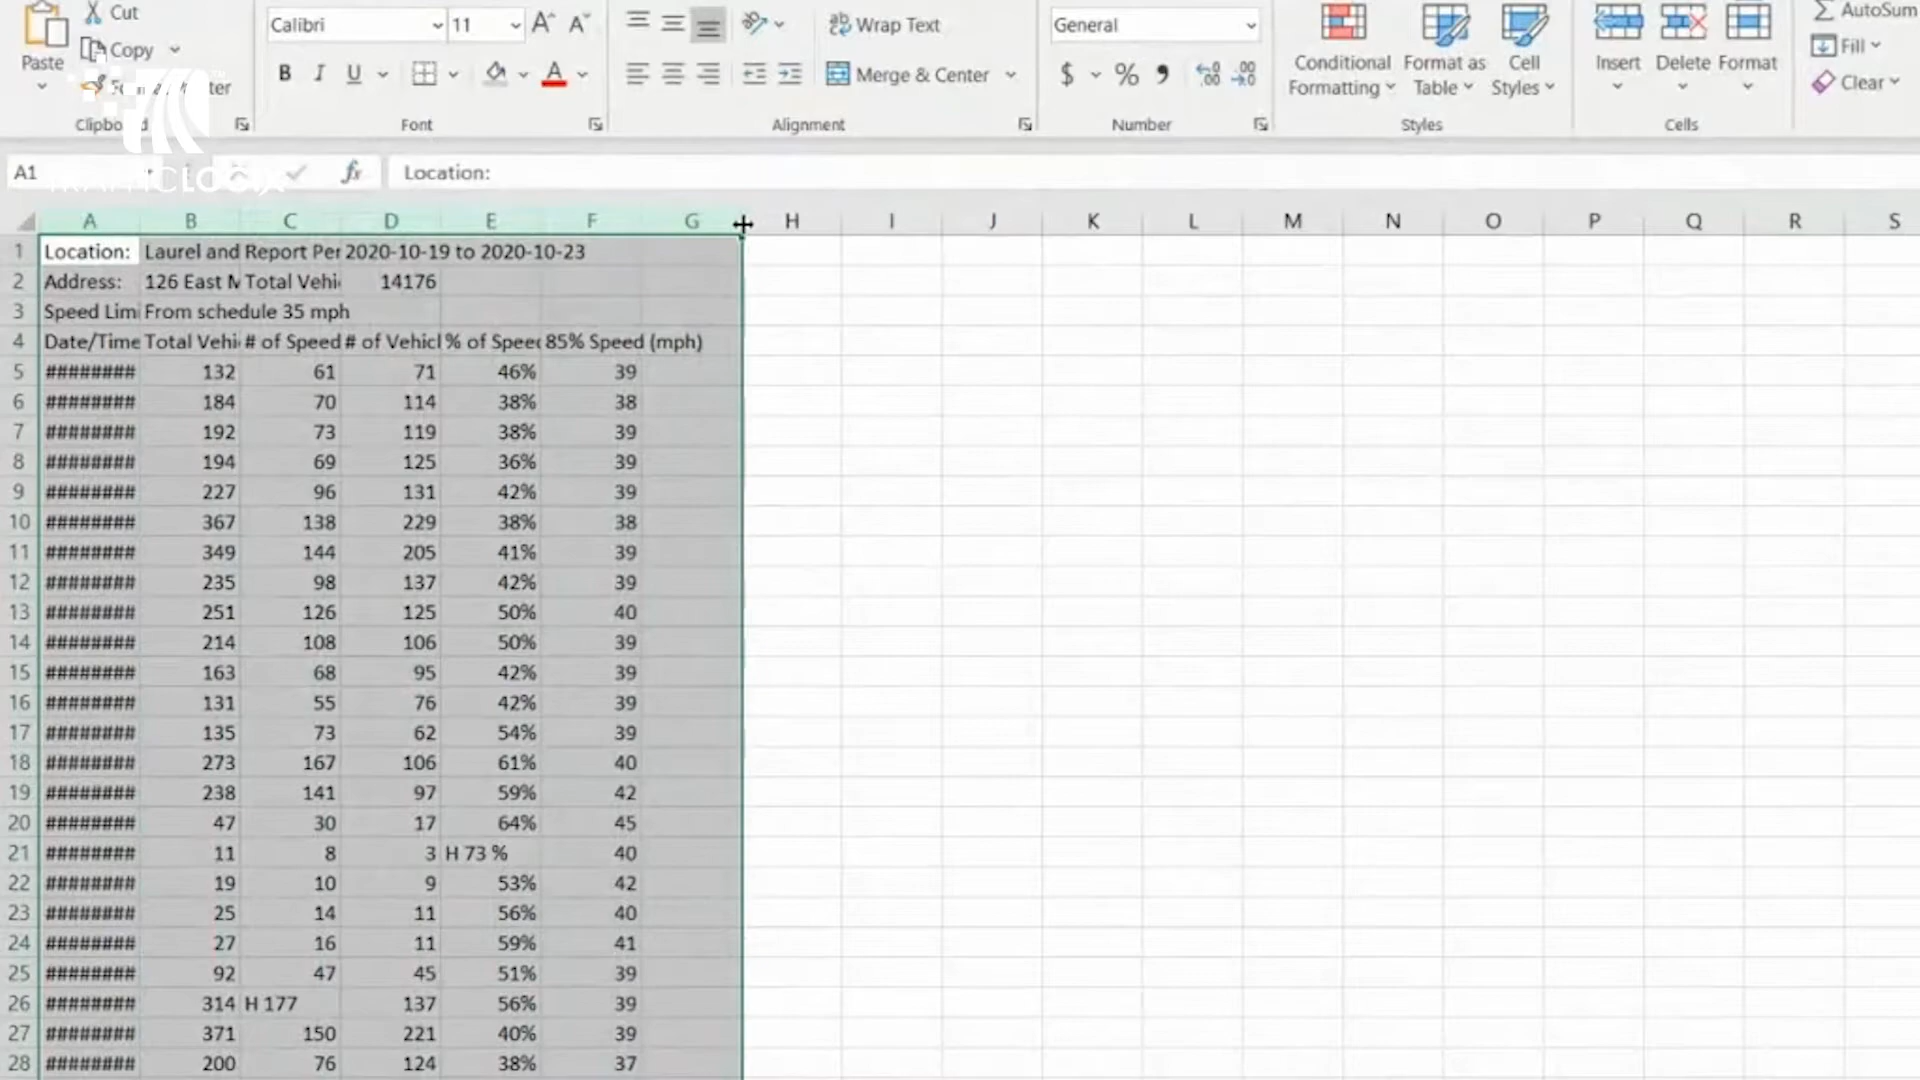 Cut
Calibri 11
Wrap Text
General
AutoSum
Paste
Copy
Conditional Formatting
Format as Table
Cell Styles
Insert
Delete
Format
Fill
B I U
Merge & Center
$ % 9
Clear
Clipboard
Font
Alignment
Number
Styles
Cells
A1 fx Location:
TRAFFICLOGIX
A B C D E F G H I J K L M N O P Q R S
1 Location: Laurel and Report Per 2020-10-19 to 2020-10-23
2 Address: 126 East M Total Vehi 14176
3 Speed Lim From schedule 35 mph
4 Date/Time Total Vehi # of Speed # of Vehicl % of Speed 85% Speed (mph)
5 ######## 132 61 71 46% 39
6 ######## 184 70 114 38% 38
7 ######## 192 73 119 38% 39
8 ######## 194 69 125 36% 39
9 ######## 227 96 131 42% 39
10 ######## 367 138 229 38% 38
11 ######## 349 144 205 41% 39
12 ######## 235 98 137 42% 39
13 ######## 251 126 125 50% 40
14 ######## 214 108 106 50% 39
15 ######## 163 68 95 42% 39
16 ######## 131 55 76 42% 39
17 ######## 135 73 62 54% 39
18 ######## 273 167 106 61% 40
19 ######## 238 141 97 59% 42
20 ######## 47 30 17 64% 45
21 ######## 11 8 3 H 73 % 40
22 ######## 19 10 9 53% 42
23 ######## 25 14 11 56% 40
24 ######## 27 16 11 59% 41
25 ######## 92 47 45 51% 39
26 ######## 314 H 177 137 56% 39
27 ######## 371 150 221 40% 39
28 ######## 200 76 124 38% 37